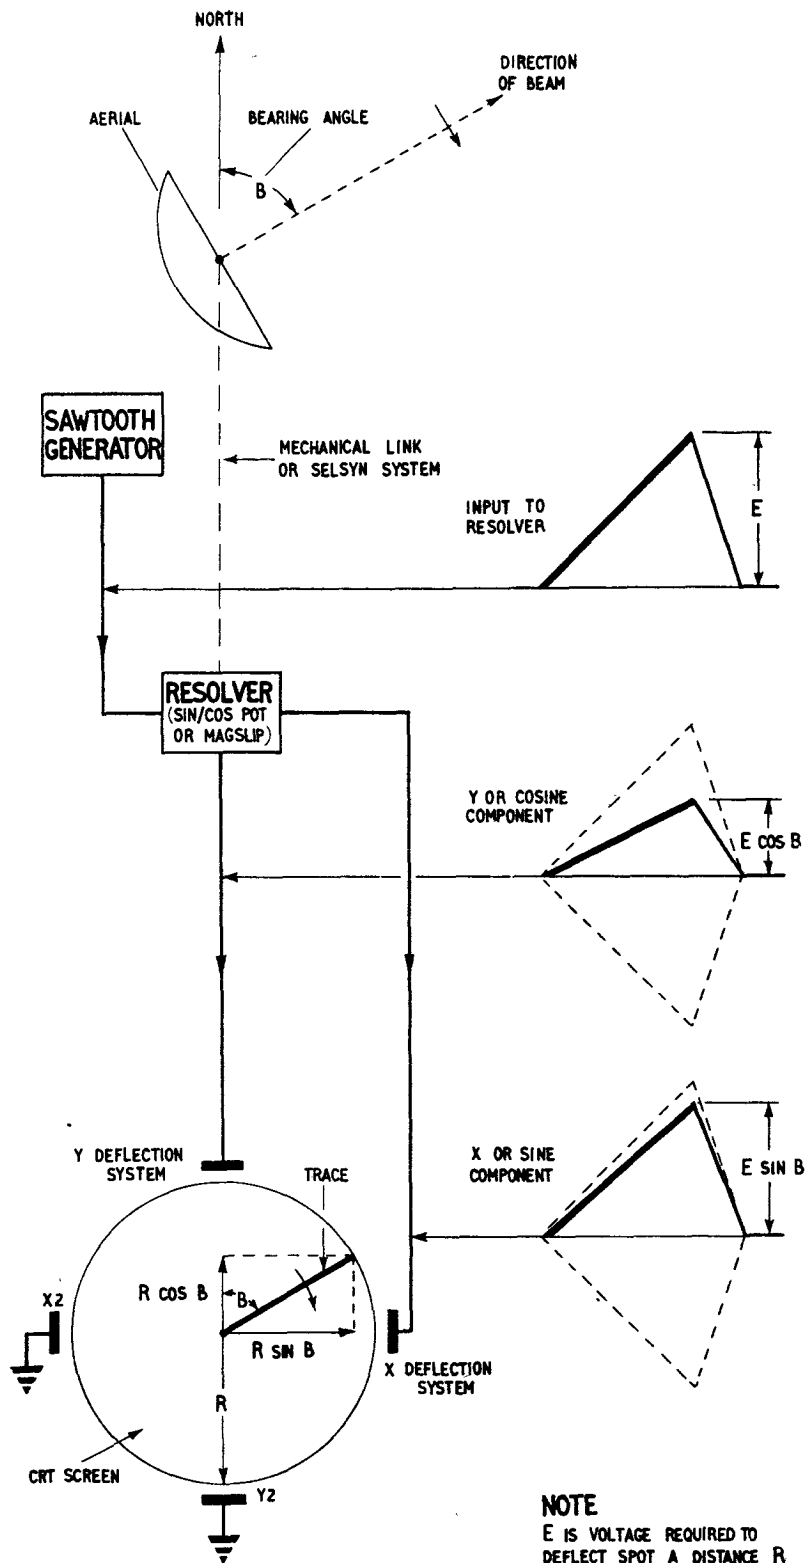 NORTH
DIRECTION
OF BEAM
AERIAL
BEARING ANGLE
B
SAWTOOTH
GENERATOR
MECHANICAL LINK
OR SELSYN SYSTEM
INPUT TO
RESOLVER
E
RESOLVER
(SIN/COS POT
OR MAGSLIP)
Y OR COSINE
COMPONENT
E COS B
Y DEFLECTION
SYSTEM
TRACE
X OR SINE
COMPONENT
E SIN B
X2
R COS B
B
R SIN B
X DEFLECTION
SYSTEM
R
CRT SCREEN
Y2
NOTE
E IS VOLTAGE REQUIRED TO
DEFLECT SPOT A DISTANCE R